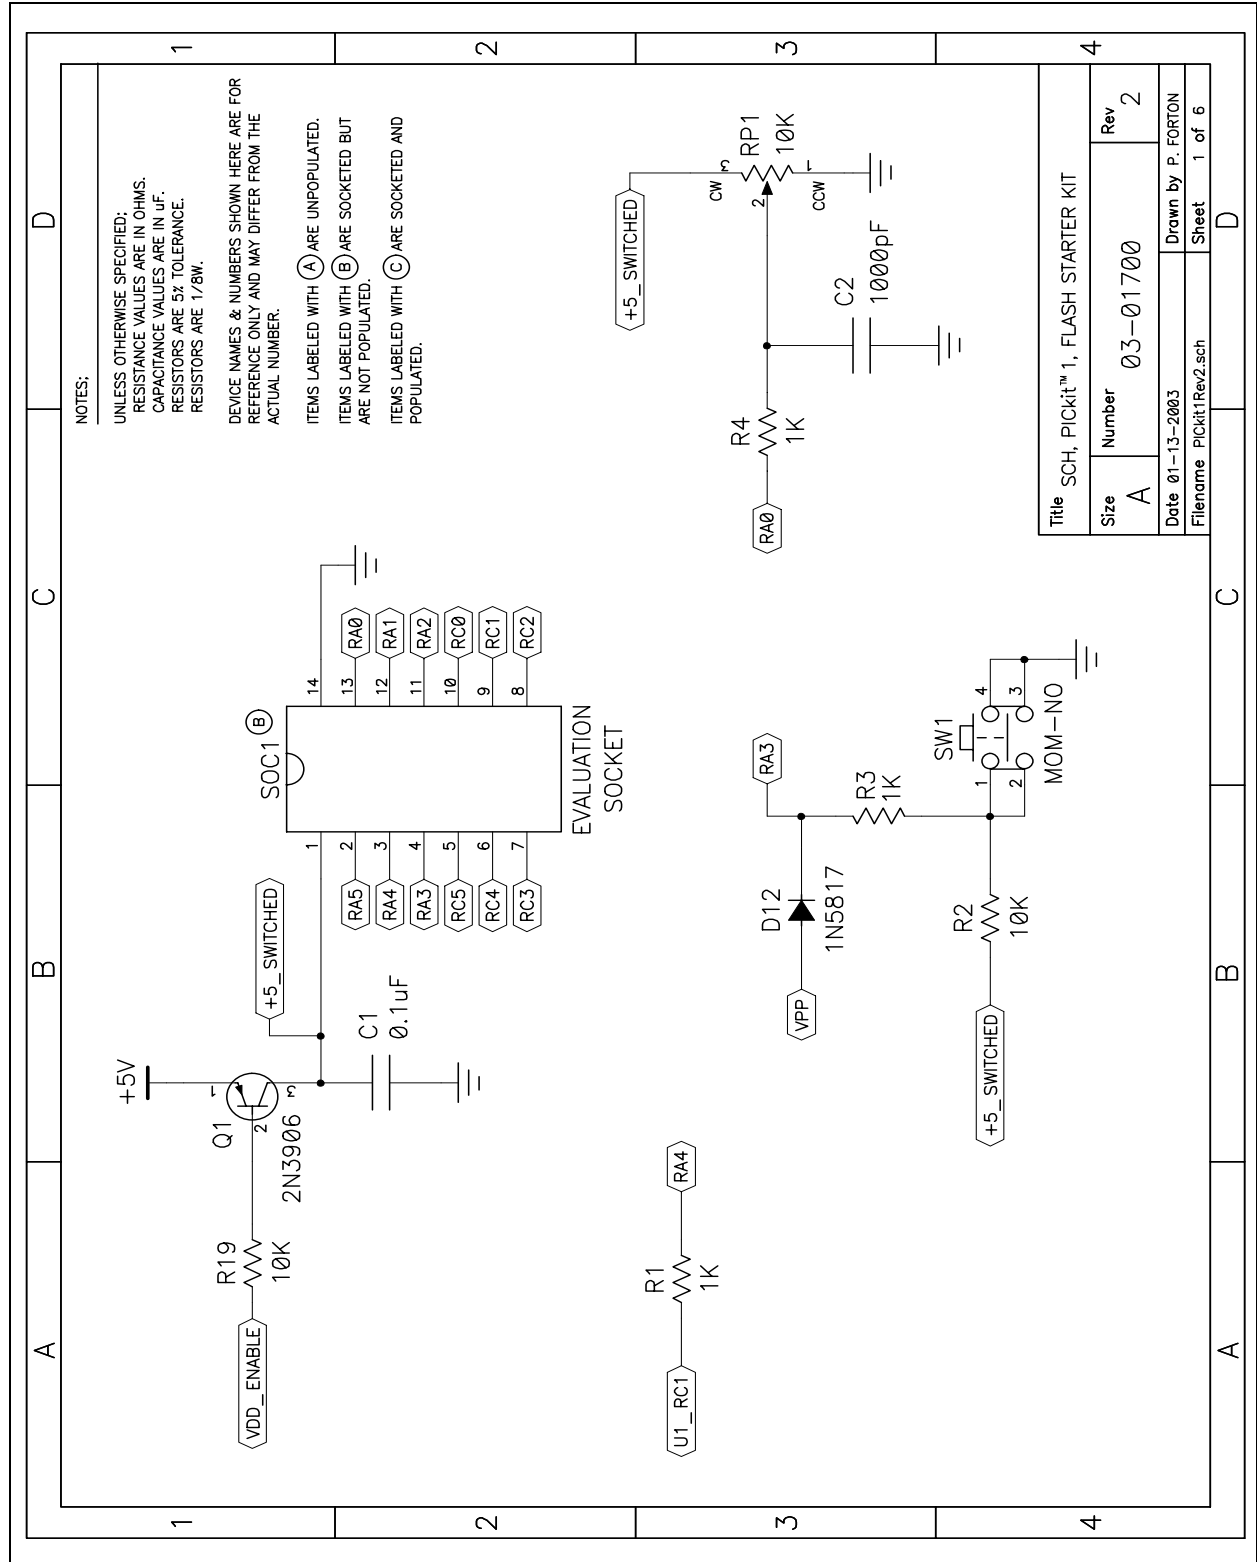 A
B
C
D
1
2
3
4
NOTES;
UNLESS OTHERWISE SPECIFIED;
RESISTANCE VALUES ARE IN OHMS.
CAPACITANCE VALUES ARE IN uF.
RESISTORS ARE 5% TOLERANCE.
RESISTORS ARE 1/8W.
DEVICE NAMES & NUMBERS SHOWN HERE ARE FOR
REFERENCE ONLY AND MAY DIFFER FROM THE
ACTUAL NUMBER.
ITEMS LABELED WITH A ARE UNPOPULATED.
ITEMS LABELED WITH B ARE SOCKETED BUT
ARE NOT POPULATED.
ITEMS LABELED WITH C ARE SOCKETED AND
POPULATED.
+5V
Q1
1
2
3
2N3906
R19
10K
VDD_ENABLE
+5_SWITCHED
C1
0.1uF
SOC1
B
1
2
3
4
5
6
7
RA5
RA4
RA3
RC5
RC4
RC3
14
13
12
11
10
9
8
RA0
RA1
RA2
RC0
RC1
RC2
EVALUATION
SOCKET
U1_RC1
R1
1K
RA4
VPP
D12
1N5817
RA3
R3
1K
+5_SWITCHED
R2
10K
SW1
1
2
4
3
MOM-NO
RA0
R4
1K
C2
1000pF
+5_SWITCHED
CW
3
2
RP1
10K
CCW
1
Title SCH, PICkit™ 1, FLASH STARTER KIT
Size A
Number 03-01700
Rev 2
Date 01-13-2003
Drawn by P. FORTON
Filename PICkit1Rev2.sch
Sheet 1 of 6
1
2
3
4
A
B
C
D